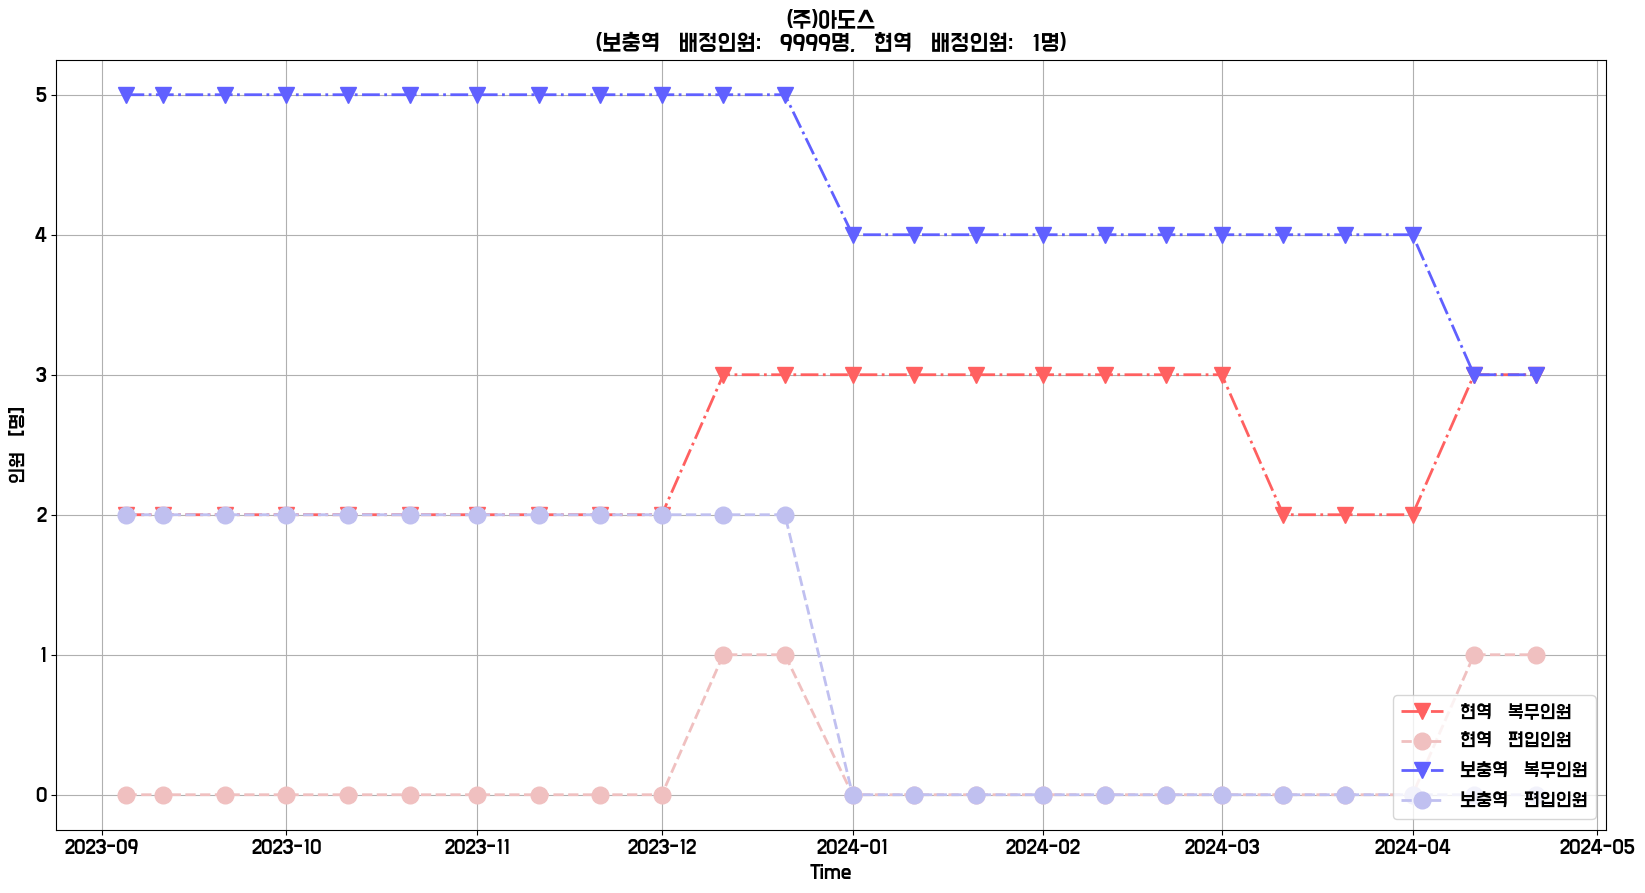 (주)아도스
(보충역 배정인원: 9999명, 현역 배정인원: 1명)
인원 [명]
5
4
3
2
1
0
현역 복무인원
현역 편입인원
보충역 복무인원
보충역 편입인원
2023-09 2023-10 2023-11 2023-12 2024-01 2024-02 2024-03 2024-04 2024-05
Time